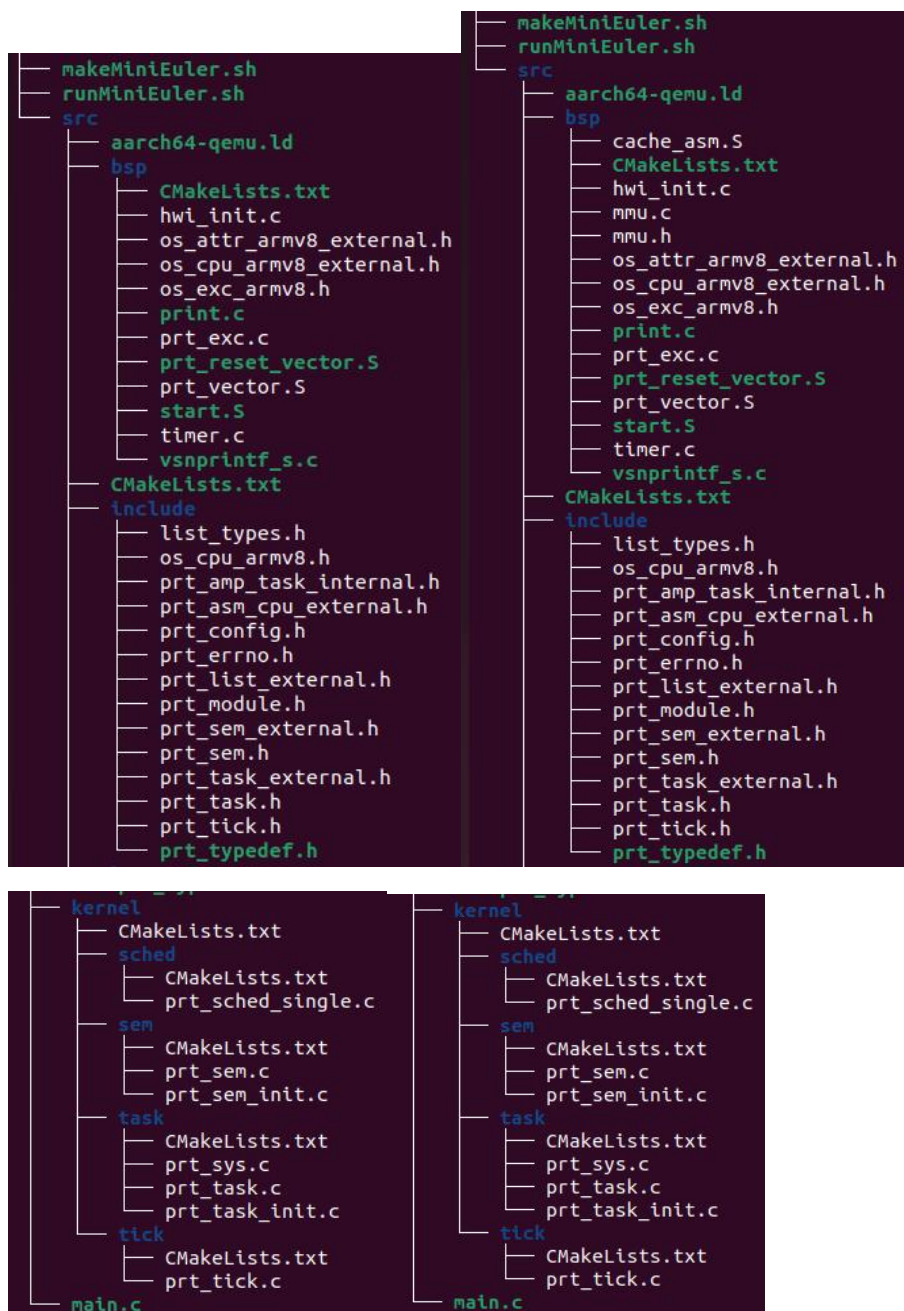 makeMiniEuler.sh
runMiniEuler.sh
src
aarch64-qemu.ld
bsp
CMakeLists.txt
hwi_init.c
os_attr_armv8_external.h
os_cpu_armv8_external.h
os_exc_armv8.h
print.c
prt_exc.c
prt_reset_vector.S
prt_vector.S
start.S
timer.c
vsnprintf_s.c
CMakeLists.txt
include
list_types.h
os_cpu_armv8.h
prt_amp_task_internal.h
prt_asm_cpu_external.h
prt_config.h
prt_errno.h
prt_list_external.h
prt_module.h
prt_sem_external.h
prt_sem.h
prt_task_external.h
prt_task.h
prt_tick.h
prt_typedef.h
makeMiniEuler.sh
runMiniEuler.sh
src
aarch64-qemu.ld
bsp
cache_asm.S
CMakeLists.txt
hwi_init.c
mmu.c
mmu.h
os_attr_armv8_external.h
os_cpu_armv8_external.h
os_exc_armv8.h
print.c
prt_exc.c
prt_reset_vector.S
prt_vector.S
start.S
timer.c
vsnprintf_s.c
CMakeLists.txt
include
list_types.h
os_cpu_armv8.h
prt_amp_task_internal.h
prt_asm_cpu_external.h
prt_config.h
prt_errno.h
prt_list_external.h
prt_module.h
prt_sem_external.h
prt_sem.h
prt_task_external.h
prt_task.h
prt_tick.h
prt_typedef.h
kernel
CMakeLists.txt
sched
CMakeLists.txt
prt_sched_single.c
sem
CMakeLists.txt
prt_sem.c
prt_sem_init.c
task
CMakeLists.txt
prt_sys.c
prt_task.c
prt_task_init.c
tick
CMakeLists.txt
prt_tick.c
main.c
kernel
CMakeLists.txt
sched
CMakeLists.txt
prt_sched_single.c
sem
CMakeLists.txt
prt_sem.c
prt_sem_init.c
task
CMakeLists.txt
prt_sys.c
prt_task.c
prt_task_init.c
tick
CMakeLists.txt
prt_tick.c
main.c